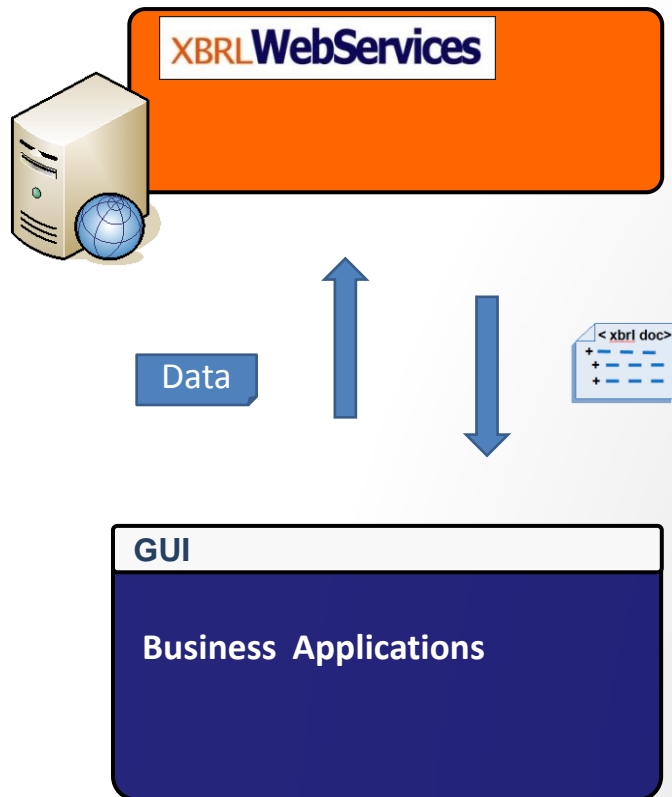 XBRLWebServices
Data
< xbrl doc>
GUI
Business Applications